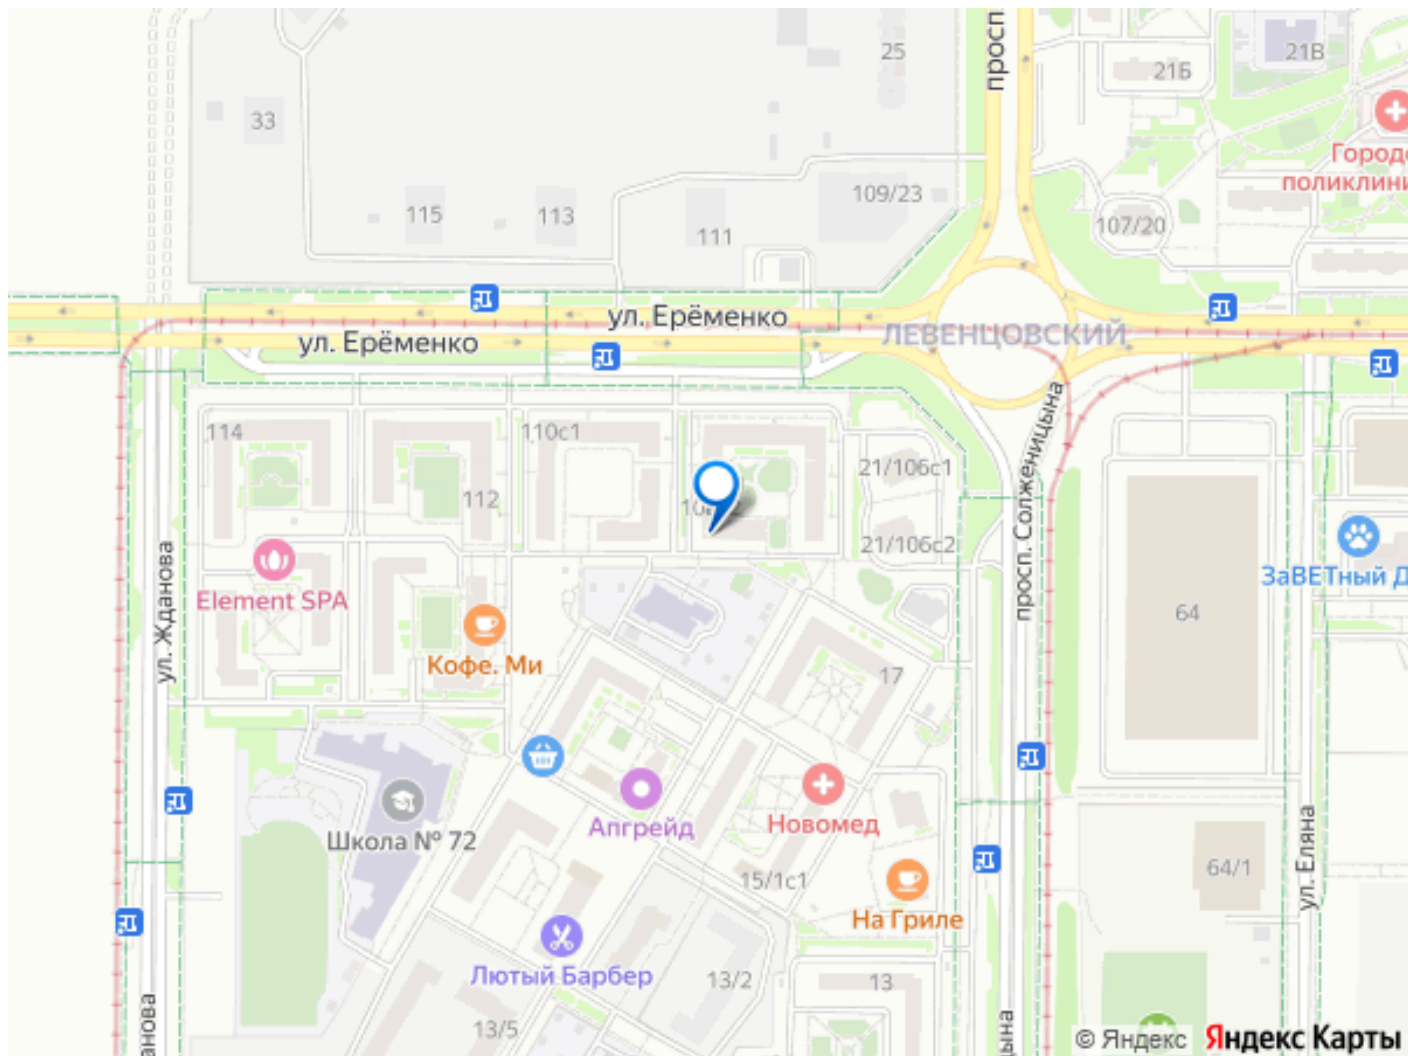 просп.
25
21Б
21В
33
Городс
поликлини
115
113
111
109/23
107/20
ул. Ерёменко
ул. Ерёменко
ЛЕВЕНЦОВСКИЙ
114
110с1
112
21/106с1
21/106с2
просп. Солженицына
ул. Жданова
Element SPA
Кофе. Ми
ЗаВЕТный Д
64
17
Школа № 72
Апгрейд
Новомед
15/1с1
На Гриле
64/1
ул. Еляна
Лютый Барбер
13/2
13
13/5
© Яндекс Яндекс Карты